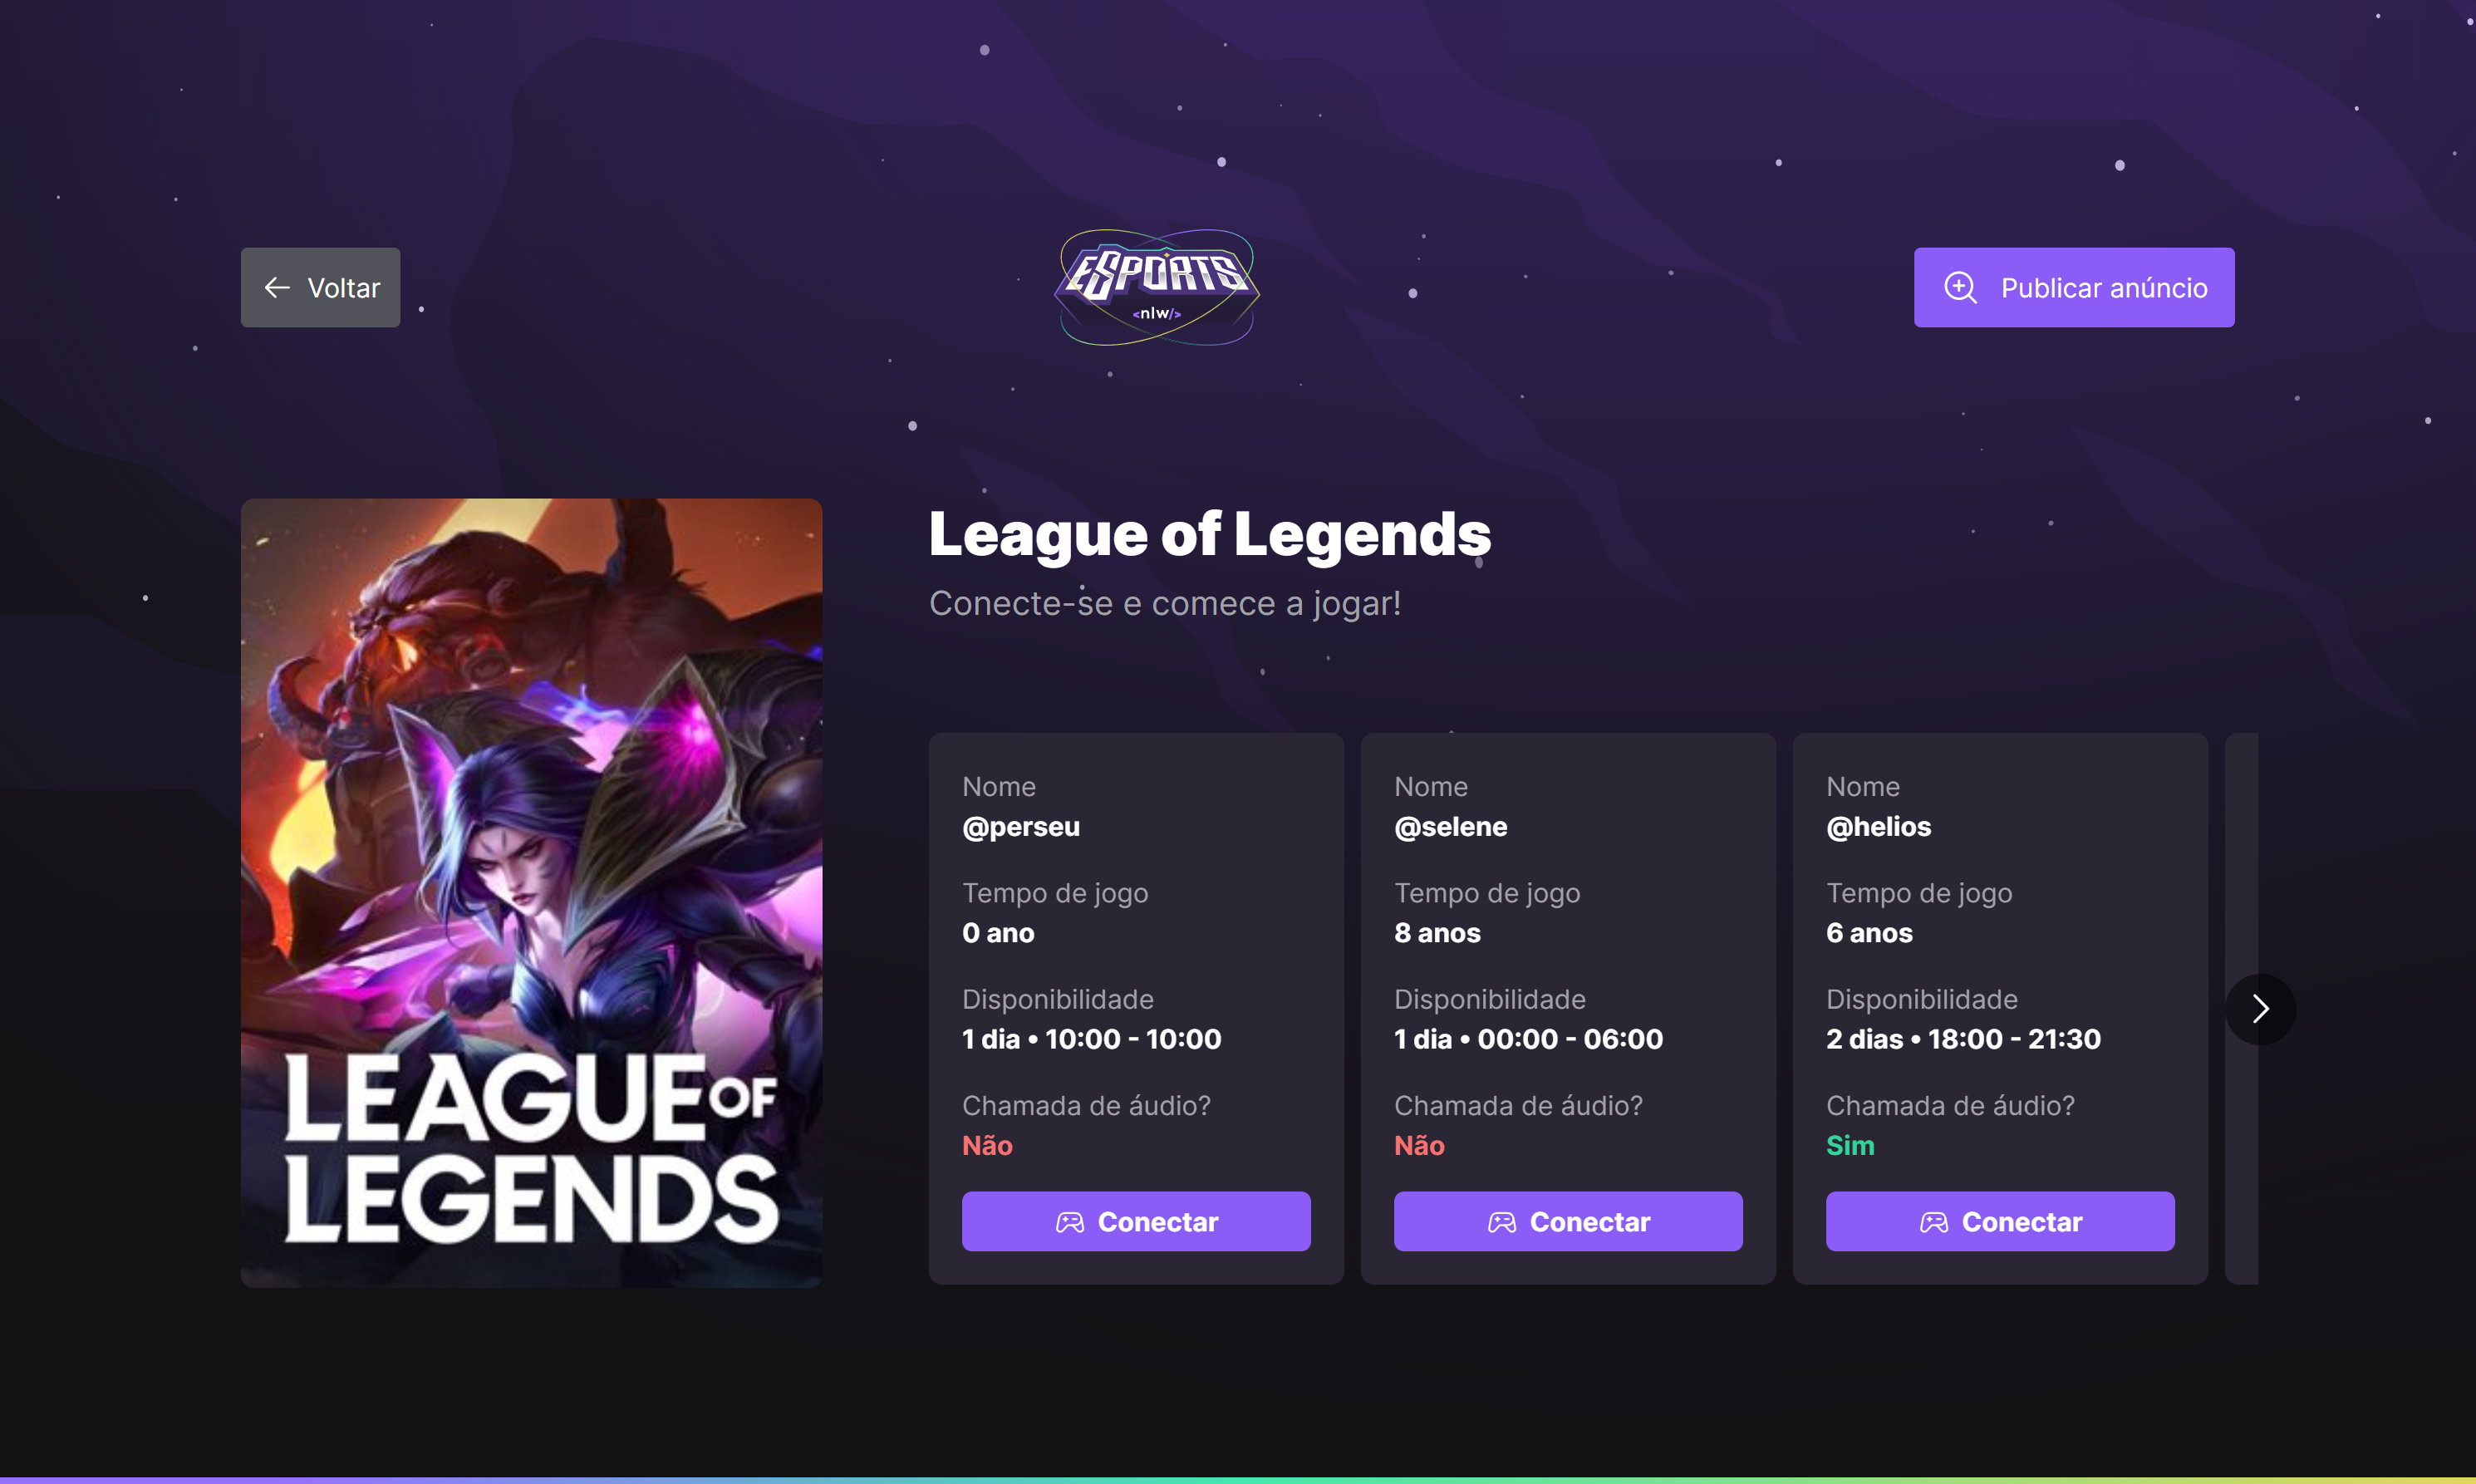 ESPORTS
<nlw/>
Voltar
Publicar anúncio
LEAGUE OF
LEGENDS
League of Legends
Conecte-se e comece a jogar!
Nome
@perseu
Tempo de jogo
0 ano
Disponibilidade
1 dia • 10:00 - 10:00
Chamada de áudio?
Não
Conectar
Nome
@selene
Tempo de jogo
8 anos
Disponibilidade
1 dia • 00:00 - 06:00
Chamada de áudio?
Não
Conectar
Nome
@helios
Tempo de jogo
6 anos
Disponibilidade
2 dias • 18:00 - 21:30
Chamada de áudio?
Sim
Conectar